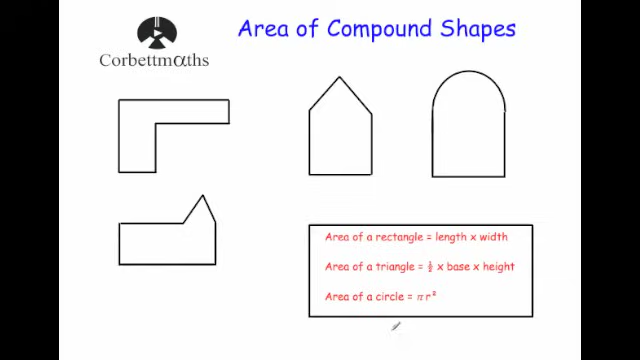 Area of Compound Shapes
Corbettmαths
Area of a rectangle = length x width
Area of a triangle = ½ x base x height
Area of a circle = π r²